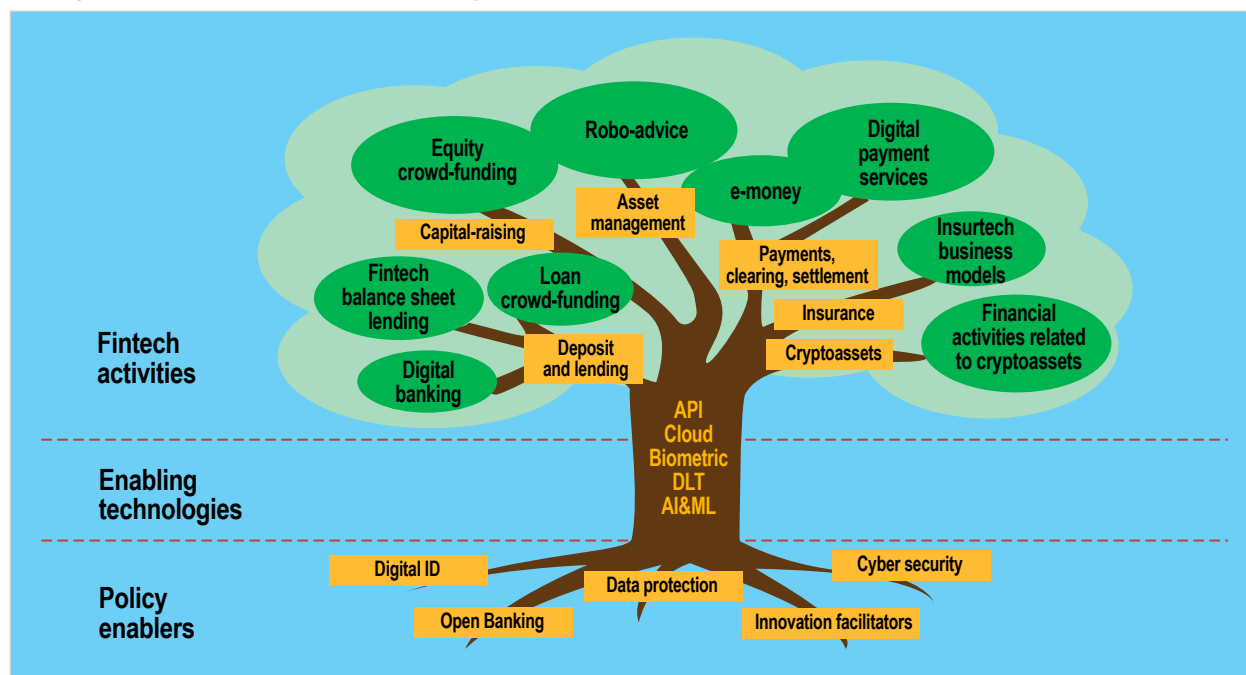 Robo-advice
Digital
payment
services
Equity
crowd-funding
e-money
Asset
management
Capital-raising
Insurtech
business
models
Payments,
clearing, settlement
Fintech
balance sheet
lending
Loan
crowd-funding
Insurance
Financial
activities related
to cryptoassets
Fintech
activities
Deposit
and lending
Cryptoassets
Digital
banking
API
Cloud
Biometric
DLT
AI&ML
Enabling
technologies
Digital ID
Cyber security
Data protection
Policy
enablers
Open Banking
Innovation facilitators